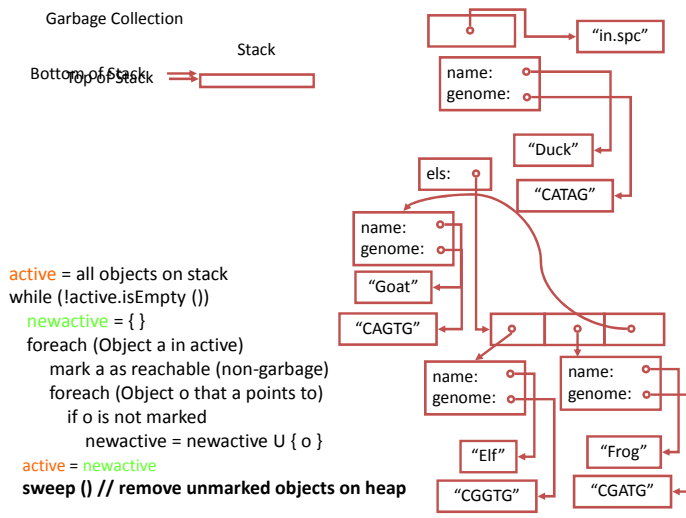 Garbage Collection
Stack
Bottom of Stack
Top of Stack
“in.spc”
name:
genome:
“Duck”
“CATAG”
els:
name:
genome:
“Goat”
“CAGTG”
name:
genome:
“Elf”
“CGGTG”
name:
genome:
“Frog”
“CGATG”
active = all objects on stack
while (!active.isEmpty ())
newactive = { }
foreach (Object a in active)
mark a as reachable (non-garbage)
foreach (Object o that a points to)
if o is not marked
newactive = newactive U { o }
active = newactive
sweep () // remove unmarked objects on heap